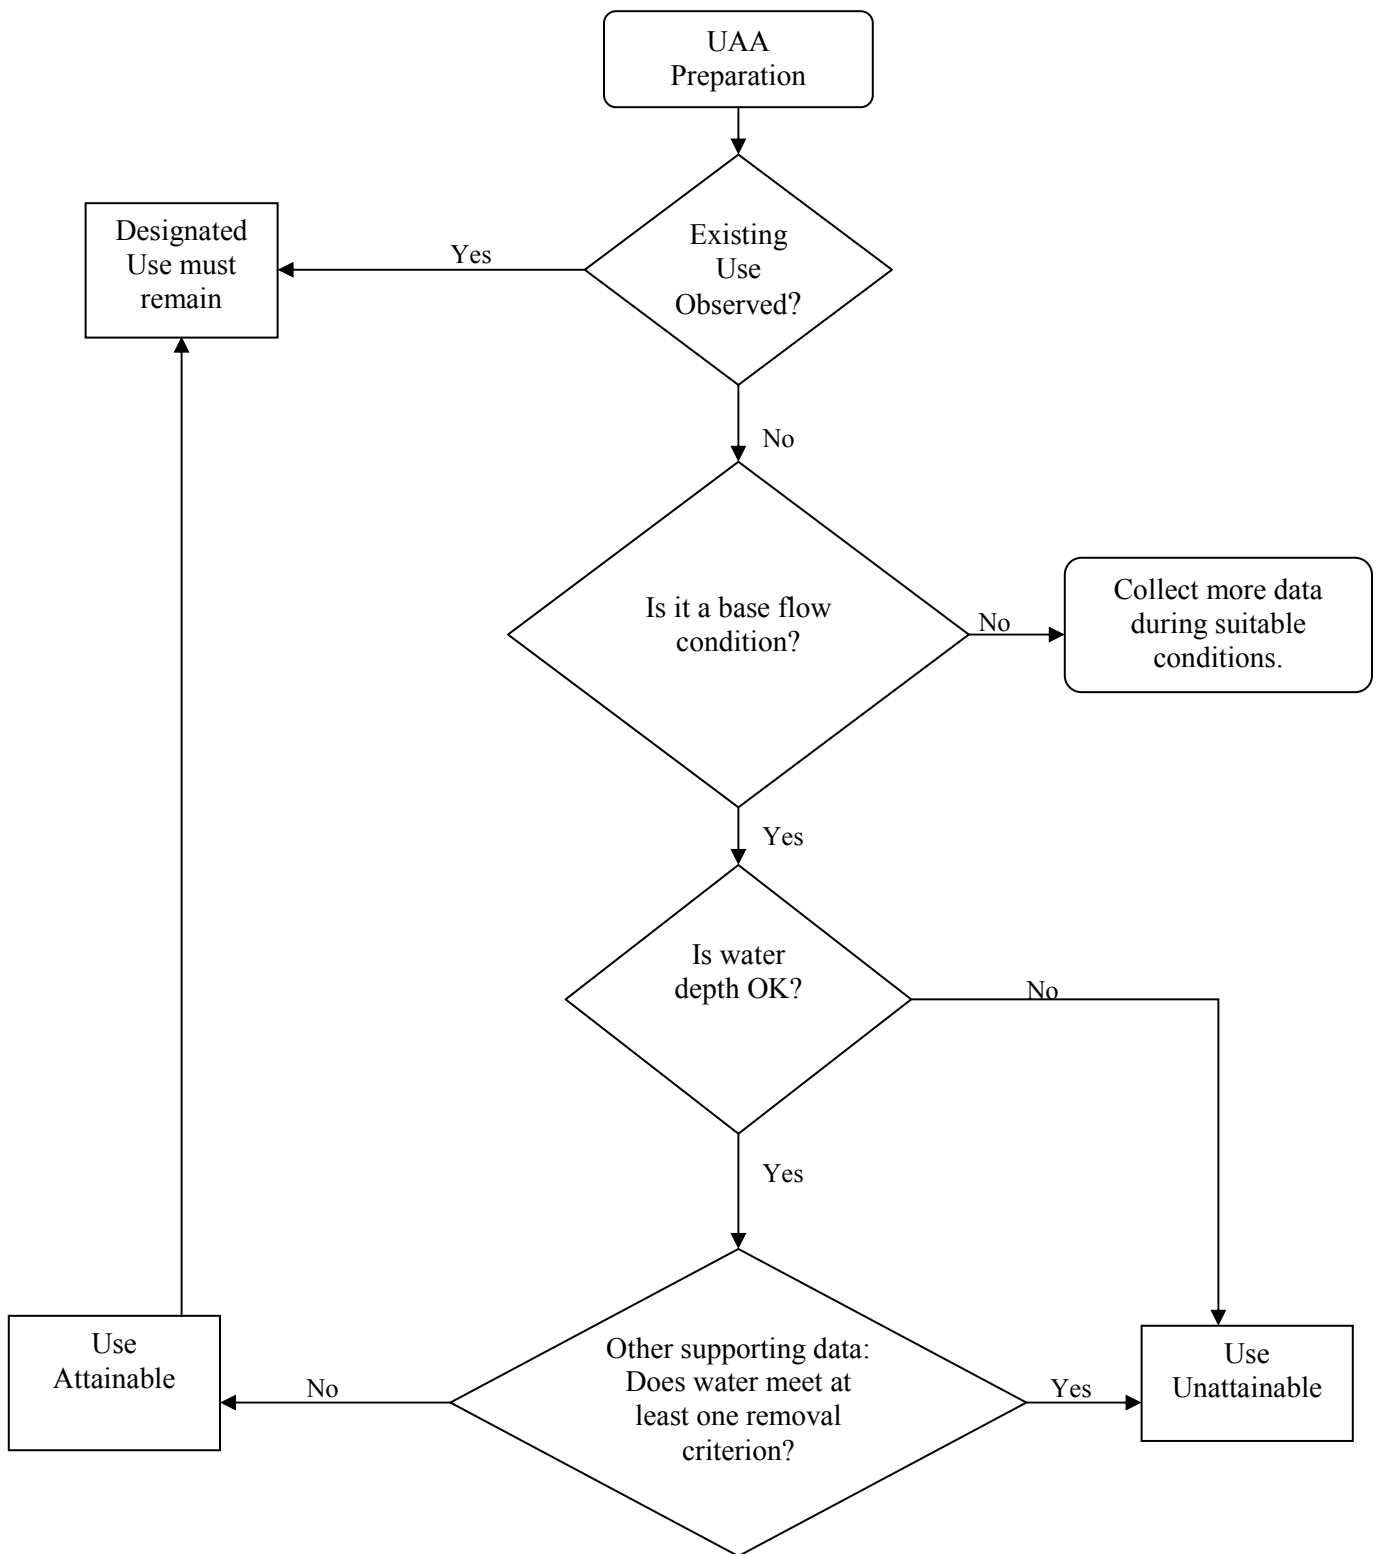 UAA
Preparation
Designated
Use must
remain
Yes
Existing
Use
Observed?
No
Is it a base flow
condition?
No
Collect more data
during suitable
conditions.
Yes
Is water
depth OK?
No
Yes
Use
Attainable
No
Other supporting data:
Does water meet at
least one removal
criterion?
Yes
Use
Unattainable